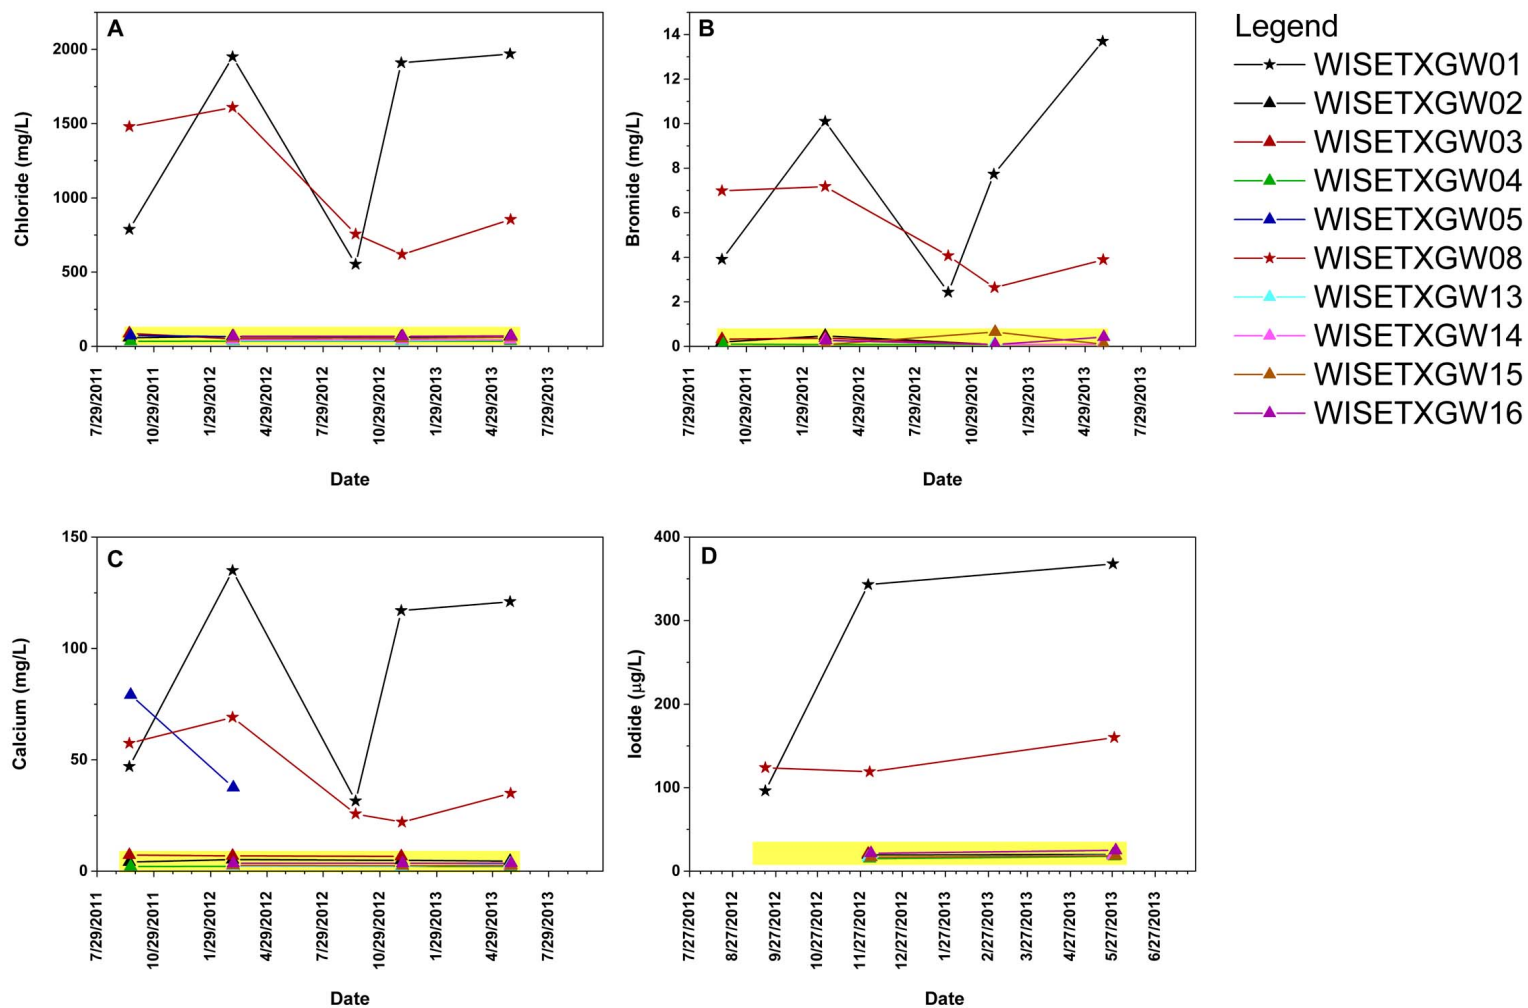 A
Chloride (mg/L)
2000
1500
1000
500
0
7/29/2011
10/29/2011
1/29/2012
4/29/2012
7/29/2012
10/29/2012
1/29/2013
4/29/2013
7/29/2013
Date
B
Bromide (mg/L)
14
12
10
8
6
4
2
0
7/29/2011
10/29/2011
1/29/2012
4/29/2012
7/29/2012
10/29/2012
1/29/2013
4/29/2013
7/29/2013
Date
Legend
WISETXGW01
WISETXGW02
WISETXGW03
WISETXGW04
WISETXGW05
WISETXGW08
WISETXGW13
WISETXGW14
WISETXGW15
WISETXGW16
C
Calcium (mg/L)
150
100
50
0
7/29/2011
10/29/2011
1/29/2012
4/29/2012
7/29/2012
10/29/2012
1/29/2013
4/29/2013
7/29/2013
Date
D
Iodide (μg/L)
400
300
200
100
0
7/27/2012
8/27/2012
9/27/2012
10/27/2012
11/27/2012
12/27/2012
1/27/2013
2/27/2013
3/27/2013
4/27/2013
5/27/2013
6/27/2013
Date